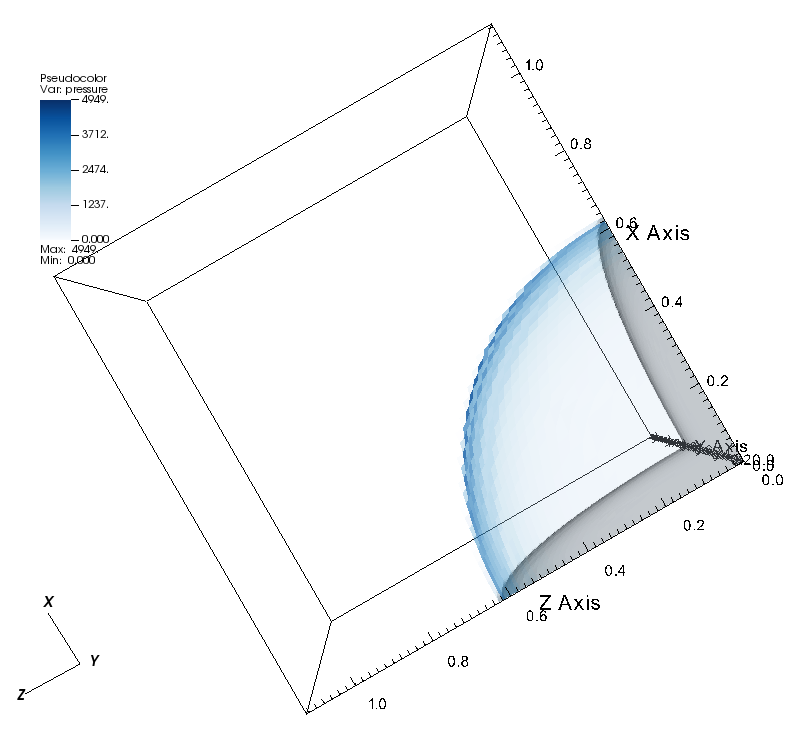 Pseudocolor
Var: pressure
4949.
3712.
2474.
1237.
0.000
Max: 4949.
Min: 0.000
1.0
0.8
0.6
X Axis
0.4
0.2
Y Axis
0.0
0.0
0.2
0.4
Z Axis
0.6
0.8
1.0
X
Y
Z